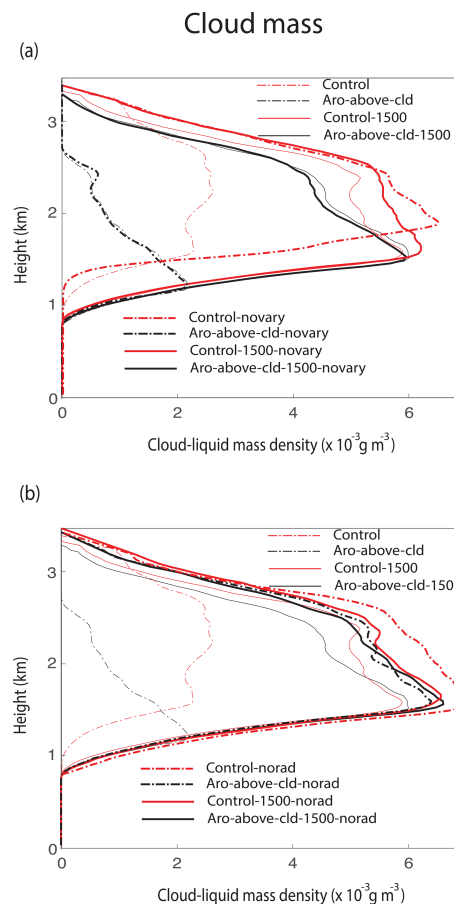 Cloud mass
(a)
Control
Aro-above-cld
Control-1500
Aro-above-cld-1500
3
2
1
0
Height (km)
Control-novary
Aro-above-cld-novary
Control-1500-novary
Aro-above-cld-1500-novary
0 2 4 6
Cloud-liquid mass density (x 10⁻³g m⁻³)
(b)
Control
Aro-above-cld
Control-1500
Aro-above-cld-150
3
2
1
0
Height (km)
Control-norad
Aro-above-cld-norad
Control-1500-norad
Aro-above-cld-1500-norad
0 2 4 6
Cloud-liquid mass density (x 10⁻³g m⁻³)